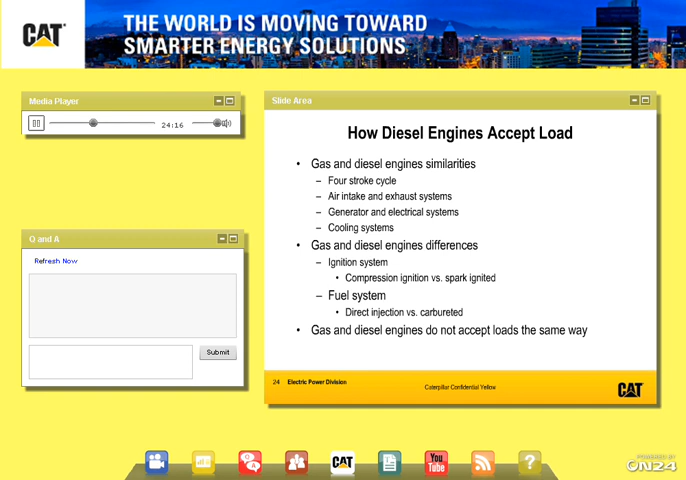 CAT
THE WORLD IS MOVING TOWARD
SMARTER ENERGY SOLUTIONS
Media Player
24:16
Slide Area
How Diesel Engines Accept Load
• Gas and diesel engines similarities
– Four stroke cycle
– Air intake and exhaust systems
– Generator and electrical systems
– Cooling systems
• Gas and diesel engines differences
– Ignition system
• Compression ignition vs. spark ignited
– Fuel system
• Direct injection vs. carbureted
• Gas and diesel engines do not accept loads the same way
24 Electric Power Division
Caterpillar Confidential Yellow
CAT
Q and A
Refresh Now
Submit
Q
A
CAT
You
Tube
?
POWERED BY
ON24